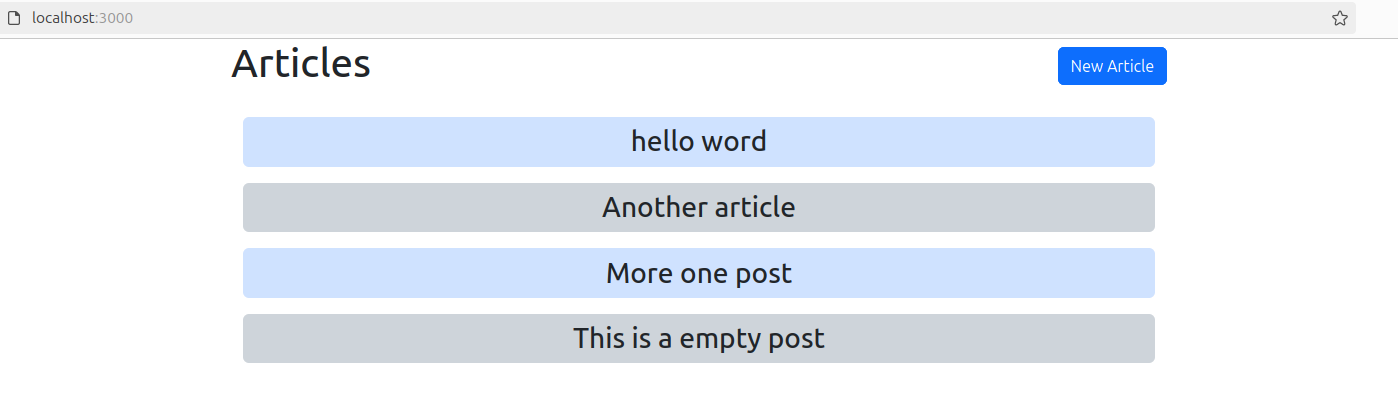 localhost:3000
Articles
New Article
hello word
Another article
More one post
This is a empty post